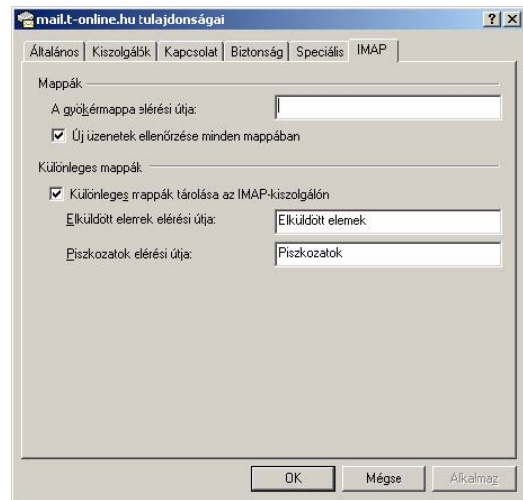 mail.t-online.hu tulajdonságai
Általános Kiszolgálók Kapcsolat Biztonság Speciális IMAP
Mappák
A gyökérmappa elérési útja:
Új üzenetek ellenőrzése minden mappában
Különleges mappák
Különleges mappák tárolása az IMAP-kiszolgálón
Elküldött elemek elérési útja: Elküldött elemek
Piszkozatok elérési útja: Piszkozatok
OK Mégse Alkalmaz